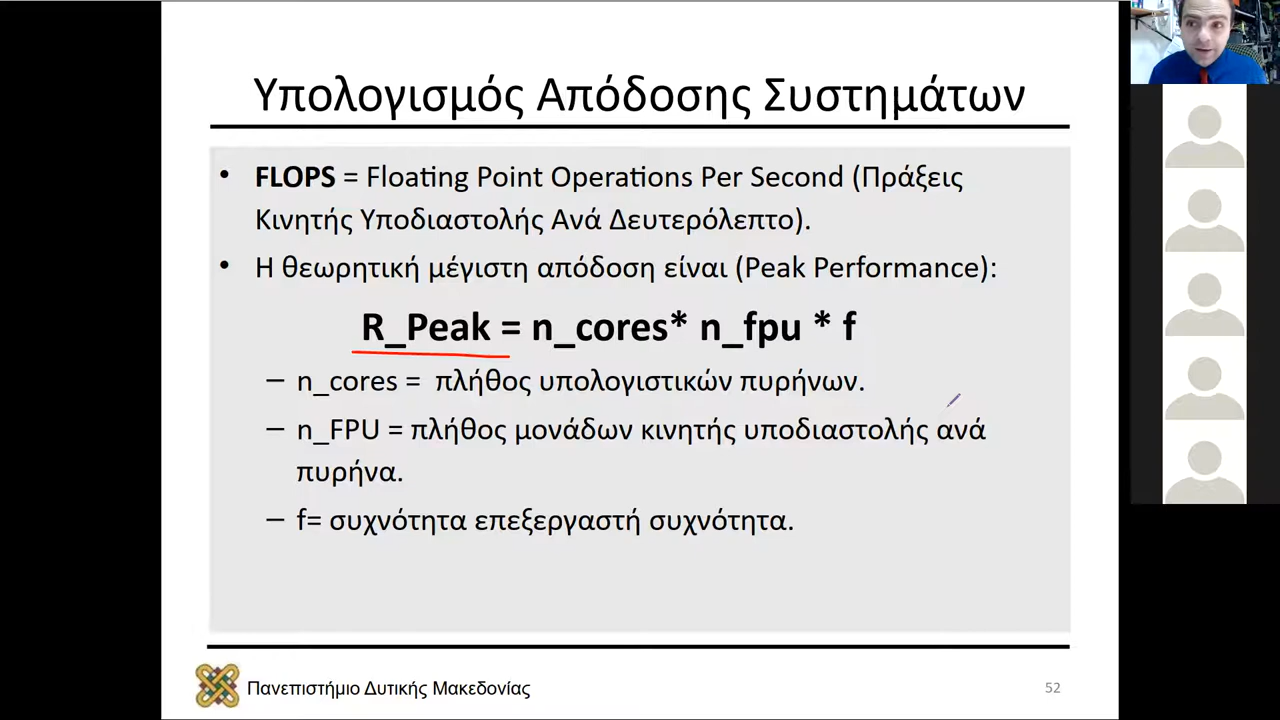 Υπολογισμός Απόδοσης Συστημάτων
• FLOPS = Floating Point Operations Per Second (Πράξεις
Κινητής Υποδιαστολής Ανά Δευτερόλεπτο).
• Η θεωρητική μέγιστη απόδοση είναι (Peak Performance):
R_Peak = n_cores* n_fpu * f
– n_cores = πλήθος υπολογιστικών πυρήνων.
– n_FPU = πλήθος μονάδων κινητής υποδιαστολής ανά
πυρήνα.
– f= συχνότητα επεξεργαστή συχνότητα.
Πανεπιστήμιο Δυτικής Μακεδονίας
52